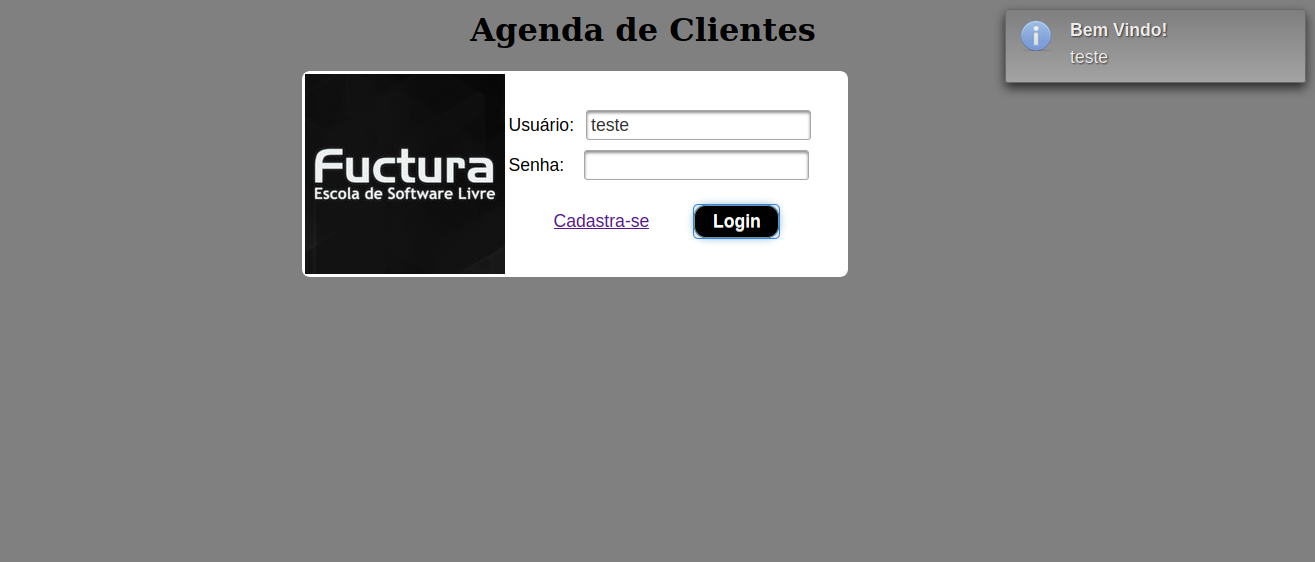 Agenda de Clientes
Bem Vindo!
teste
Fuctura
Escola de Software Livre
Usuário: teste
Senha:
Cadastra-se Login